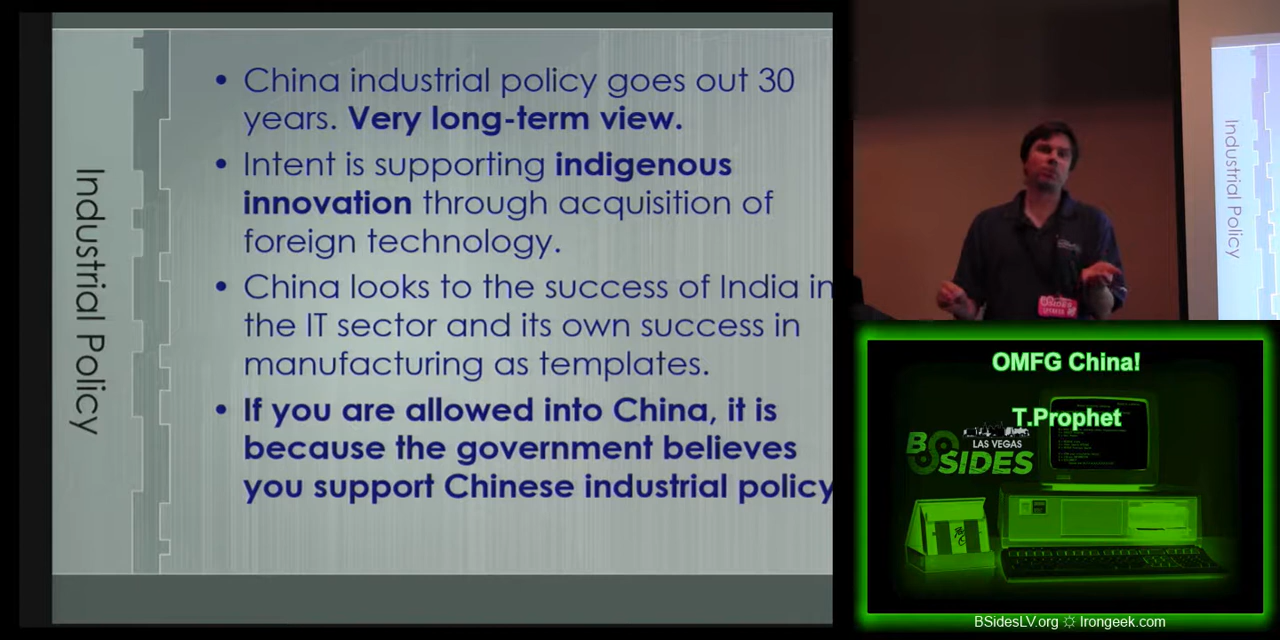 Industrial Policy
• China industrial policy goes out 30
years. Very long-term view.
• Intent is supporting indigenous
innovation through acquisition of
foreign technology.
• China looks to the success of India in
the IT sector and its own success in
manufacturing as templates.
• If you are allowed into China, it is
because the government believes
you support Chinese industrial policy
Industrial Policy
BSIDES
SPEAKER
OMFG China!
T.Prophet
LAS VEGAS
BSIDES
BSidesLV.org ☼ Irongeek.com